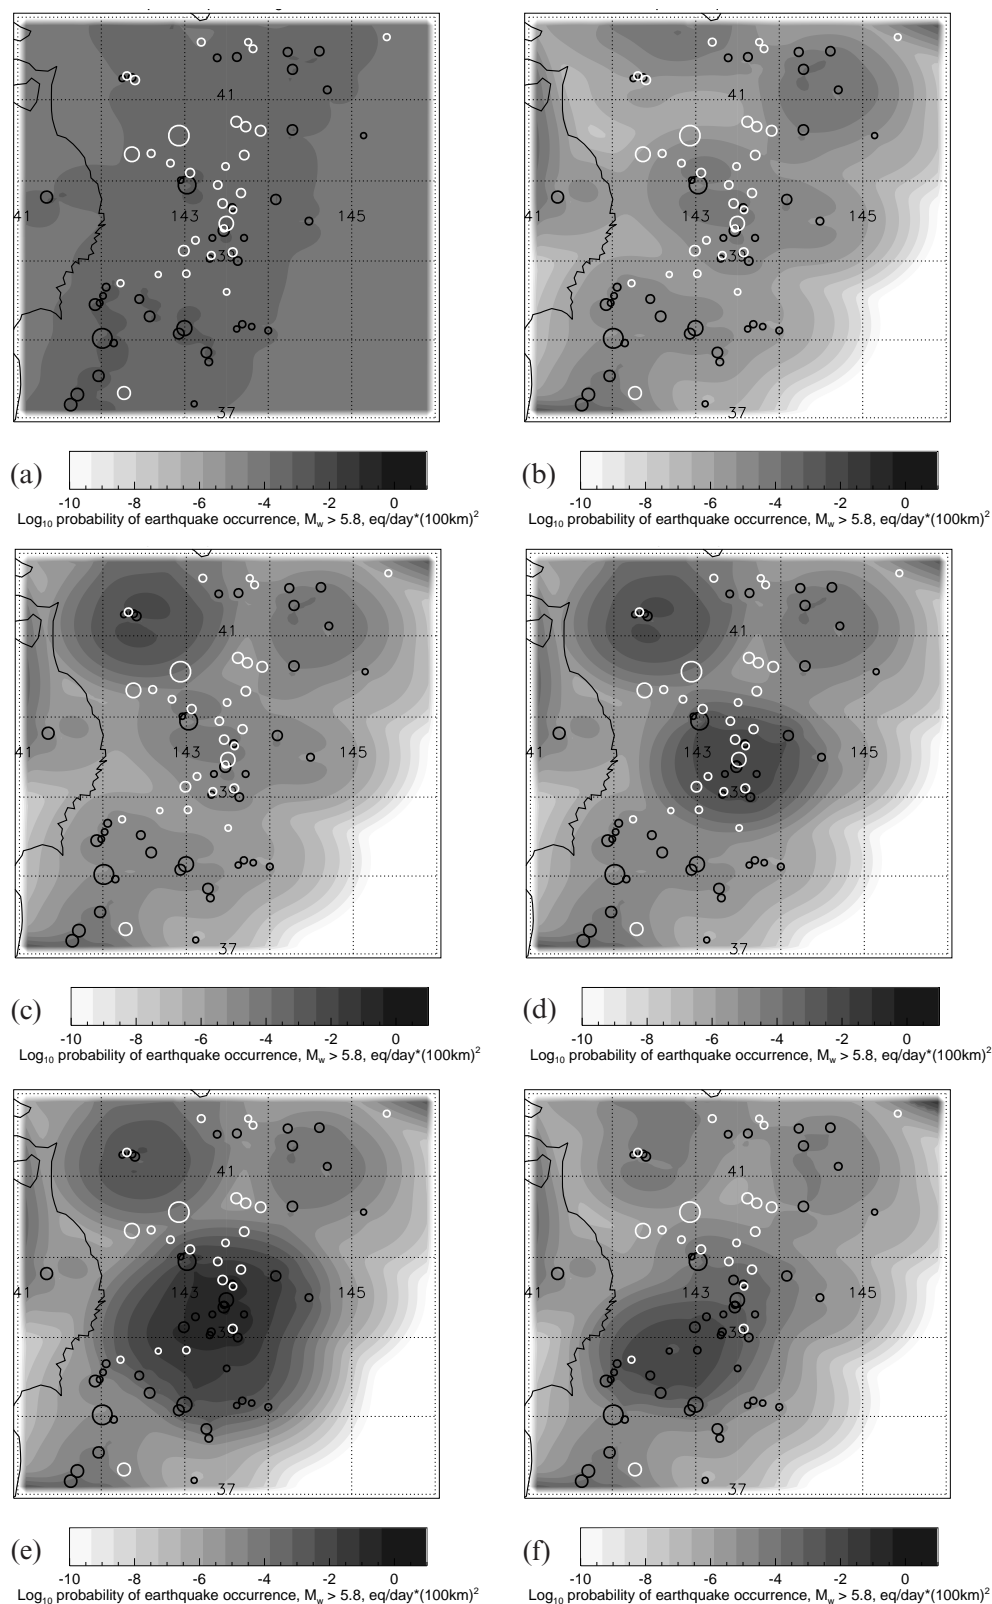 41
41 143 145
39
37
(a)
-10 -8 -6 -4 -2 0
Log10 probability of earthquake occurrence, Mw > 5.8, eq/day*(100km)2
41
41 143 145
39
37
(b)
-10 -8 -6 -4 -2 0
Log10 probability of earthquake occurrence, Mw > 5.8, eq/day*(100km)2
41
41 143 145
39
37
(c)
-10 -8 -6 -4 -2 0
Log10 probability of earthquake occurrence, Mw > 5.8, eq/day*(100km)2
41
41 143 145
39
37
(d)
-10 -8 -6 -4 -2 0
Log10 probability of earthquake occurrence, Mw > 5.8, eq/day*(100km)2
41
41 143 145
39
37
(e)
-10 -8 -6 -4 -2 0
Log10 probability of earthquake occurrence, Mw > 5.8, eq/day*(100km)2
41
41 143 145
39
37
(f)
-10 -8 -6 -4 -2 0
Log10 probability of earthquake occurrence, Mw > 5.8, eq/day*(100km)2